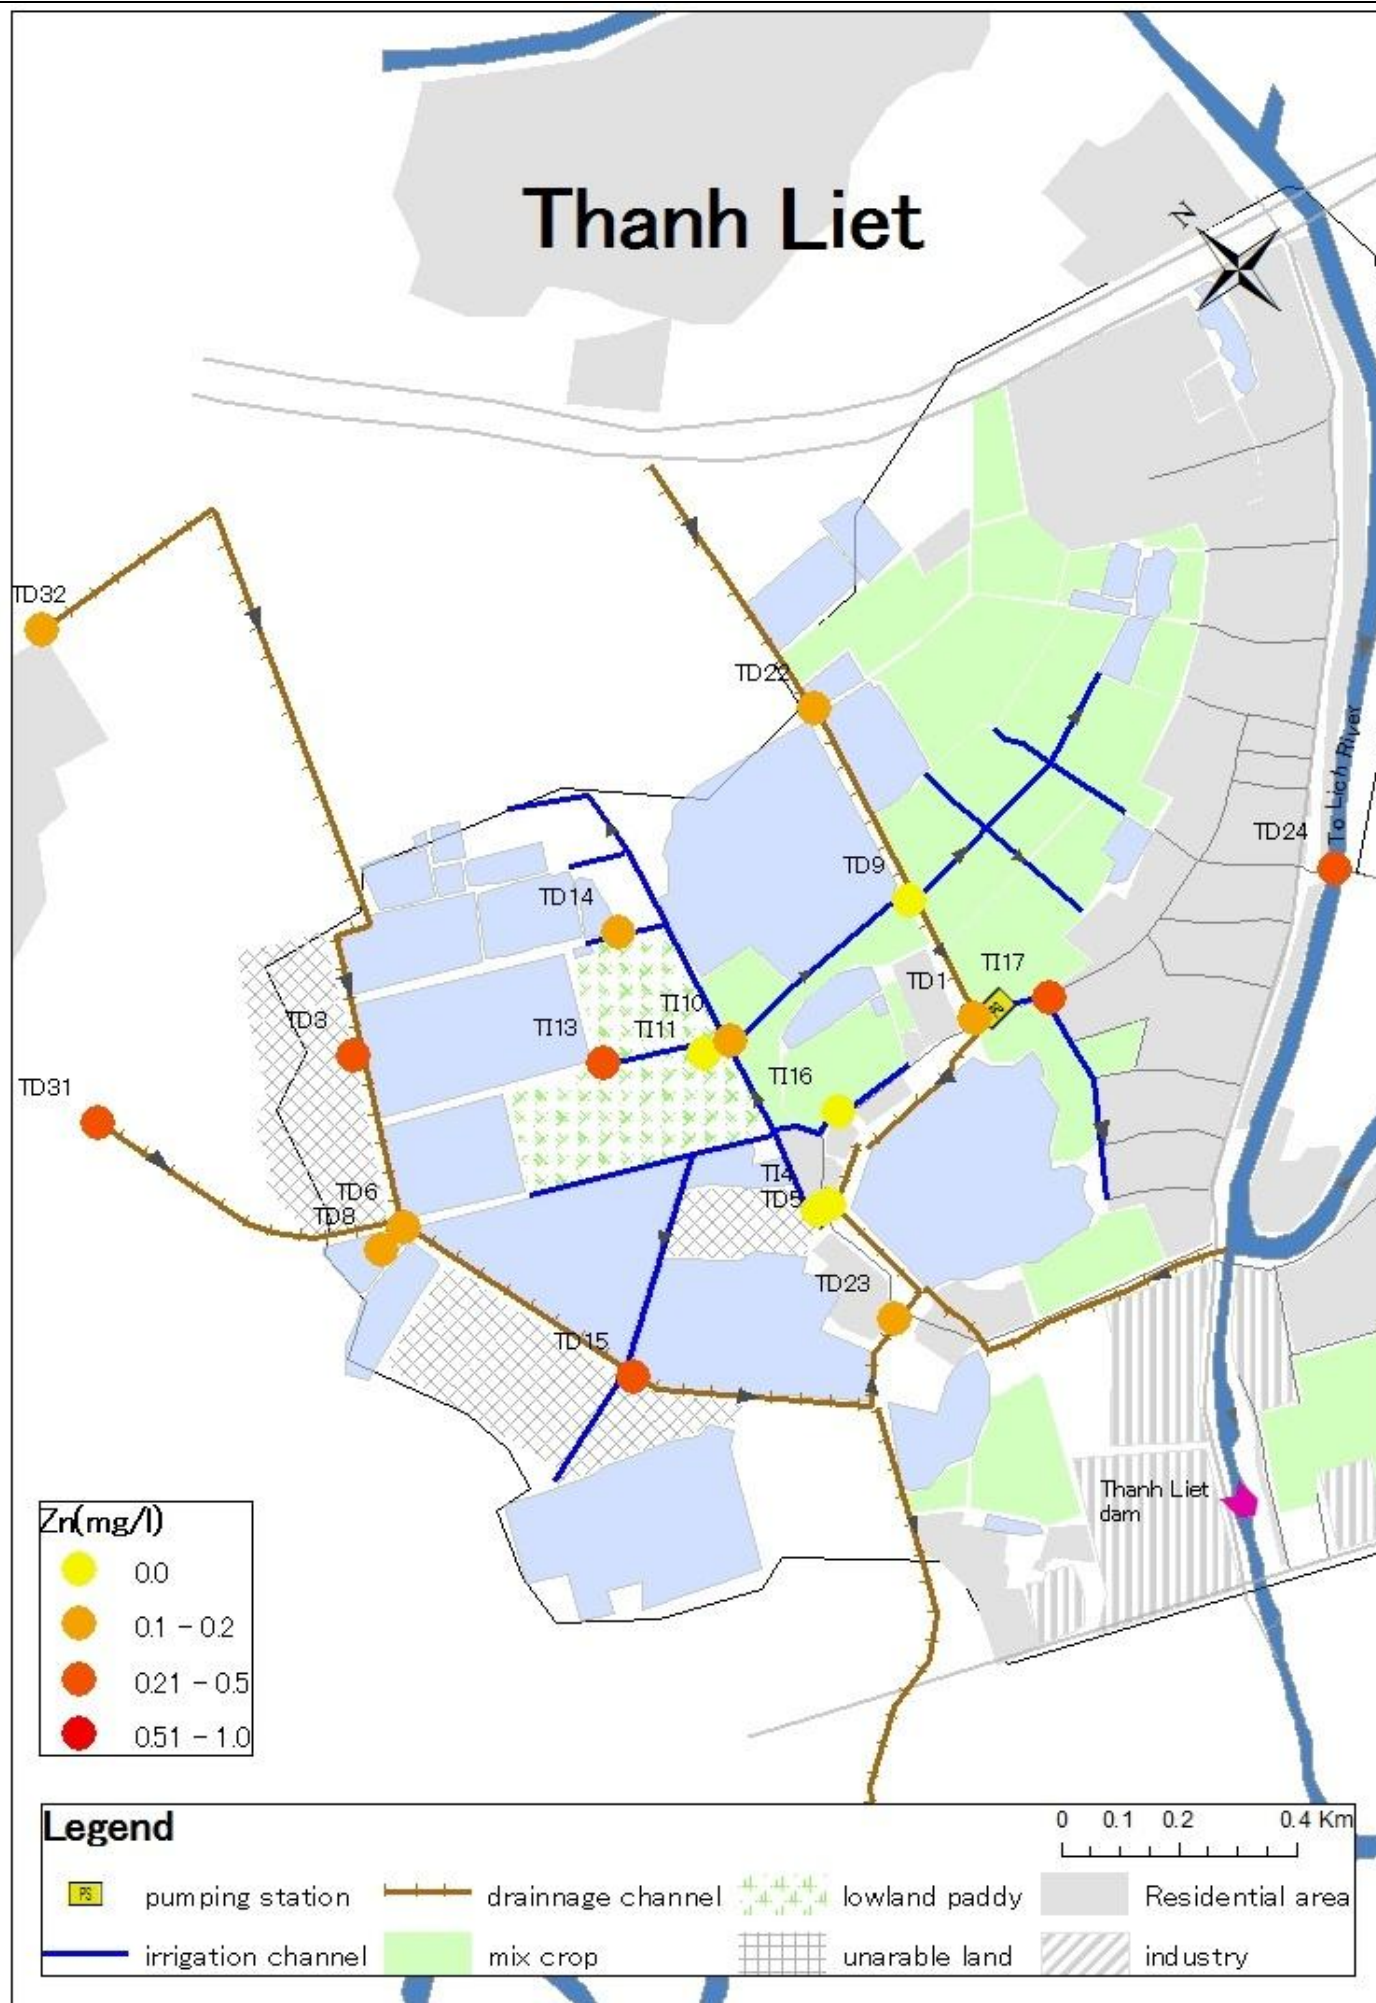 Thanh Liet
N
TD32
TD22
To Lich River
TD24
TD9
TD14
TI17
TD1
TI10
TD3
TI13
TI11
PS
TD31
TI16
TI4
TD6
TD5
TD8
TD23
TD15
Thanh Liet
dam
Zn(mg/l)
0.0
0.1 - 0.2
0.21 - 0.5
0.51 - 1.0
Legend
0 0.1 0.2 0.4 Km
PS pumping station drainnage channel lowland paddy Residential area
irrigation channel mix crop unarable land industry